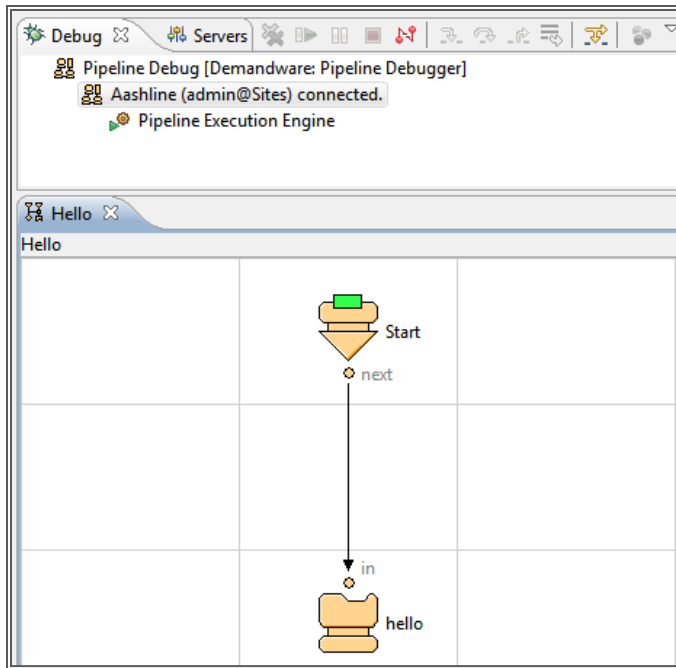 Debug Servers
Pipeline Debug [Demandware: Pipeline Debugger]
Aashline (admin@Sites) connected.
Pipeline Execution Engine
Hello
Hello
Start
next
in
hello